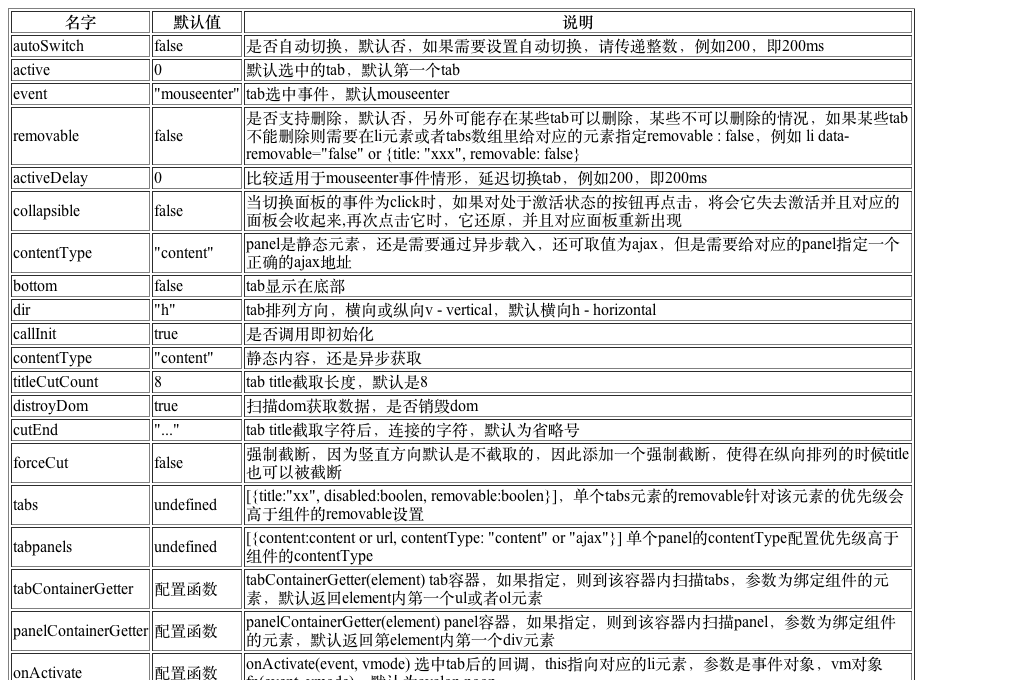 名字 默认值 说明
autoSwitch false 是否自动切换，默认否，如果需要设置自动切换，请传递整数，例如200，即200ms
active 0 默认选中的tab，默认第一个tab
event "mouseenter" tab选中事件，默认mouseenter
是否支持删除，默认否，另外可能存在某些tab可以删除，某些不可以删除的情况，如果某些tab
removable false 不能删除则需要在li元素或者tabs数组里给对应的元素指定removable : false，例如 li data-
removable="false" or {title: "xxx", removable: false}
activeDelay 0 比较适用于mouseenter事件情形，延迟切换tab，例如200，即200ms
collapsible false 当切换面板的事件为click时，如果对处于激活状态的按钮再点击，将会它失去激活并且对应的
面板会收起来,再次点击它时，它还原，并且对应面板重新出现
contentType "content" panel是静态元素，还是需要通过异步载入，还可取值为ajax，但是需要给对应的panel指定一个
正确的ajax地址
bottom false tab显示在底部
dir "h" tab排列方向，横向或纵向v - vertical，默认横向h - horizontal
callInit true 是否调用即初始化
contentType "content" 静态内容，还是异步获取
titleCutCount 8 tab title截取长度，默认是8
distroyDom true 扫描dom获取数据，是否销毁dom
cutEnd "..." tab title截取字符后，连接的字符，默认为省略号
forceCut false 强制截断，因为竖直方向默认是不截取的，因此添加一个强制截断，使得在纵向排列的时候title
也可以被截断
tabs undefined [{title:"xx", disabled:boolen, removable:boolen}]，单个tabs元素的removable针对该元素的优先级会
高于组件的removable设置
tabpanels undefined [{content:content or url, contentType: "content" or "ajax"}] 单个panel的contentType配置优先级高于
组件的contentType
tabContainerGetter 配置函数 tabContainerGetter(element) tab容器，如果指定，则到该容器内扫描tabs，参数为绑定组件的元
素，默认返回element内第一个ul或者ol元素
panelContainerGetter 配置函数 panelContainerGetter(element) panel容器，如果指定，则到该容器内扫描panel，参数为绑定组件
的元素，默认返回第element内第一个div元素
onActivate 配置函数 onActivate(event, vmode) 选中tab后的回调，this指向对应的li元素，参数是事件对象，vm对象